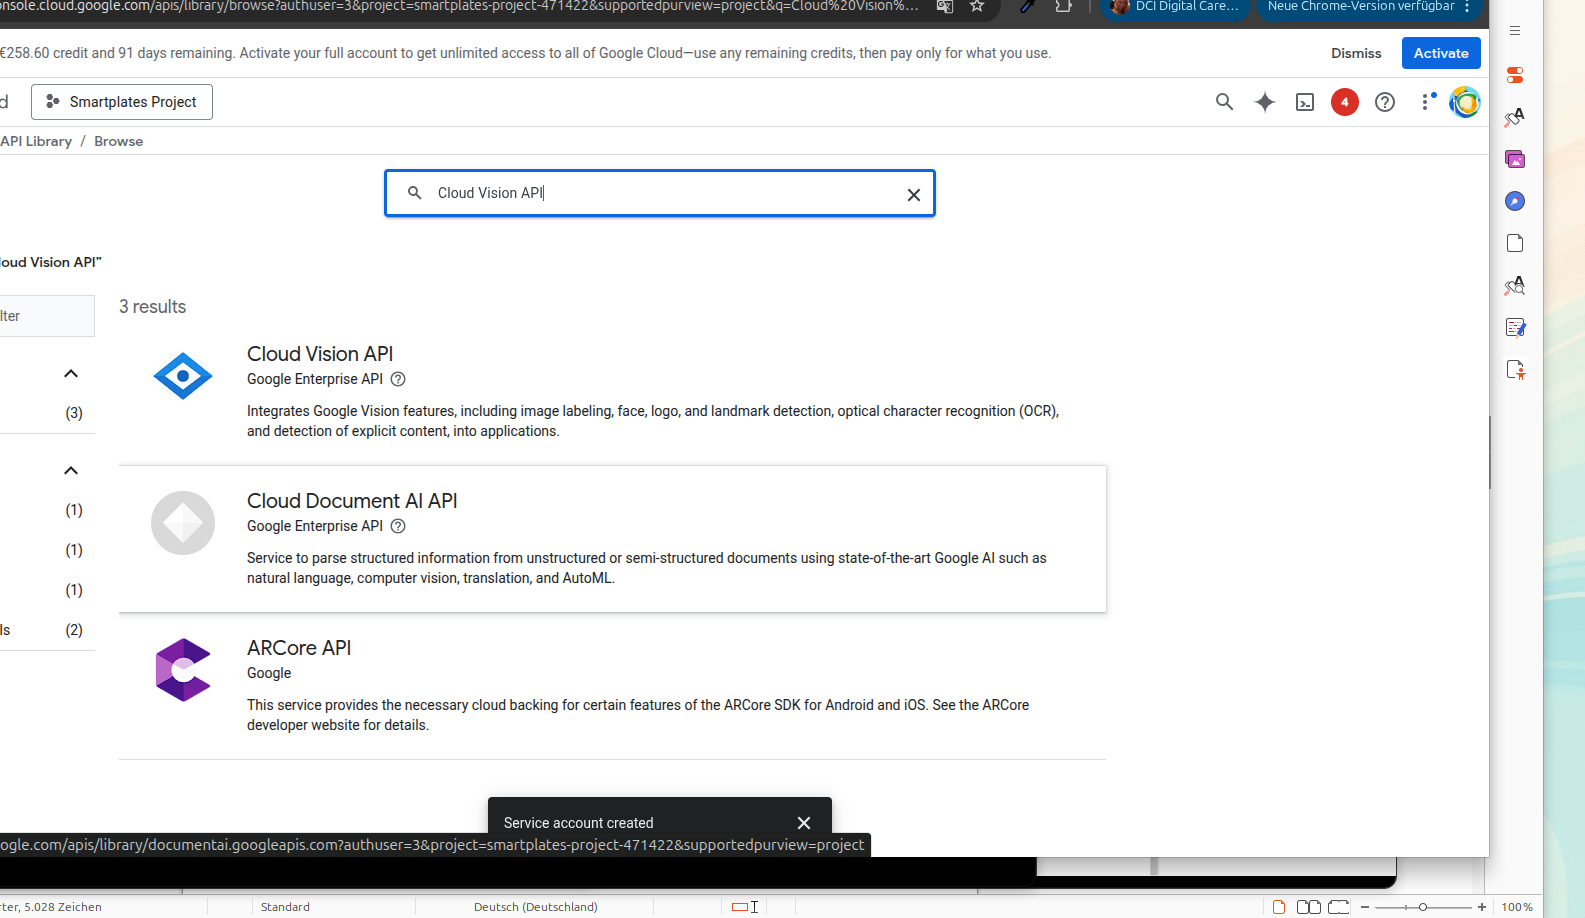 onsole.cloud.google.com/apis/library/browse?authuser=3&project=smartplates-project-471422&supportedpurview=project&q=Cloud%20Vision%...
DCI Digital Care...
Neue Chrome-Version verfügbar
€258.60 credit and 91 days remaining. Activate your full account to get unlimited access to all of Google Cloud—use any remaining credits, then pay only for what you use.
Dismiss
Activate
d
Smartplates Project
4
API Library / Browse
Cloud Vision API
loud Vision API”
3 results
lter
Cloud Vision API
Google Enterprise API
Integrates Google Vision features, including image labeling, face, logo, and landmark detection, optical character recognition (OCR),
and detection of explicit content, into applications.
(3)
Cloud Document AI API
Google Enterprise API
Service to parse structured information from unstructured or semi-structured documents using state-of-the-art Google AI such as
natural language, computer vision, translation, and AutoML.
(1)
(1)
(1)
ls (2)
ARCore API
Google
This service provides the necessary cloud backing for certain features of the ARCore SDK for Android and iOS. See the ARCore
developer website for details.
Service account created
ogle.com/apis/library/documentai.googleapis.com?authuser=3&project=smartplates-project-471422&supportedpurview=project
rter, 5.028 Zeichen
Standard
Deutsch (Deutschland)
100%